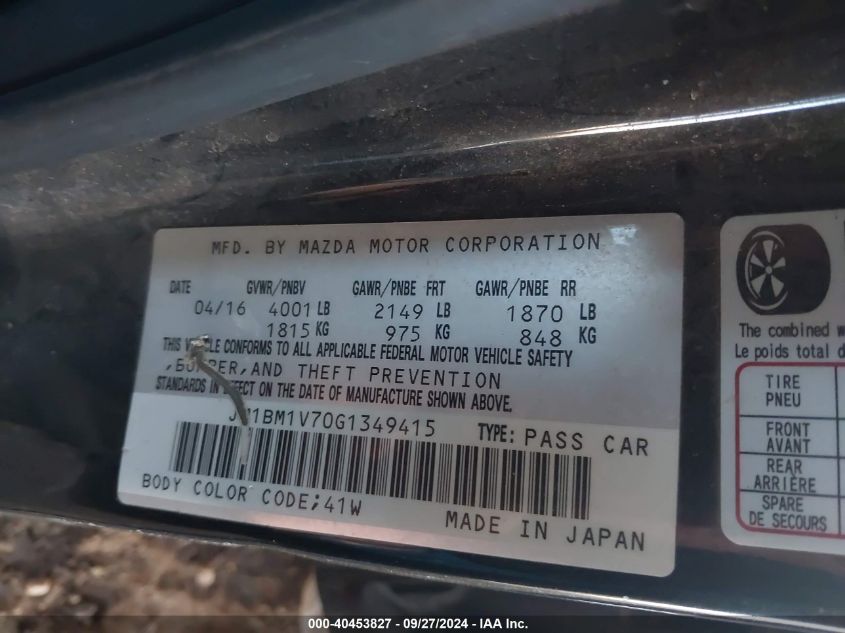 MFD. BY MAZDA MOTOR CORPORATION
DATE GVWR/PNBV GAWR/PNBE FRT GAWR/PNBE RR
04/16 4001 LB 2149 LB 1870 LB
1815 KG 975 KG 848 KG
THIS VEHICLE CONFORMS TO ALL APPLICABLE FEDERAL MOTOR VEHICLE SAFETY
,BUMPER,AND THEFT PREVENTION
STANDARDS IN EFFECT ON THE DATE OF MANUFACTURE SHOWN ABOVE.
JM1BM1V70G1349415 TYPE: PASS CAR
BODY COLOR CODE;41W
MADE IN JAPAN
The combined w
Le poids total d
TIRE
PNEU
FRONT
AVANT
REAR
ARRIÈRE
SPARE
DE SECOURS
000-40453827 - 09/27/2024 - IAA Inc.